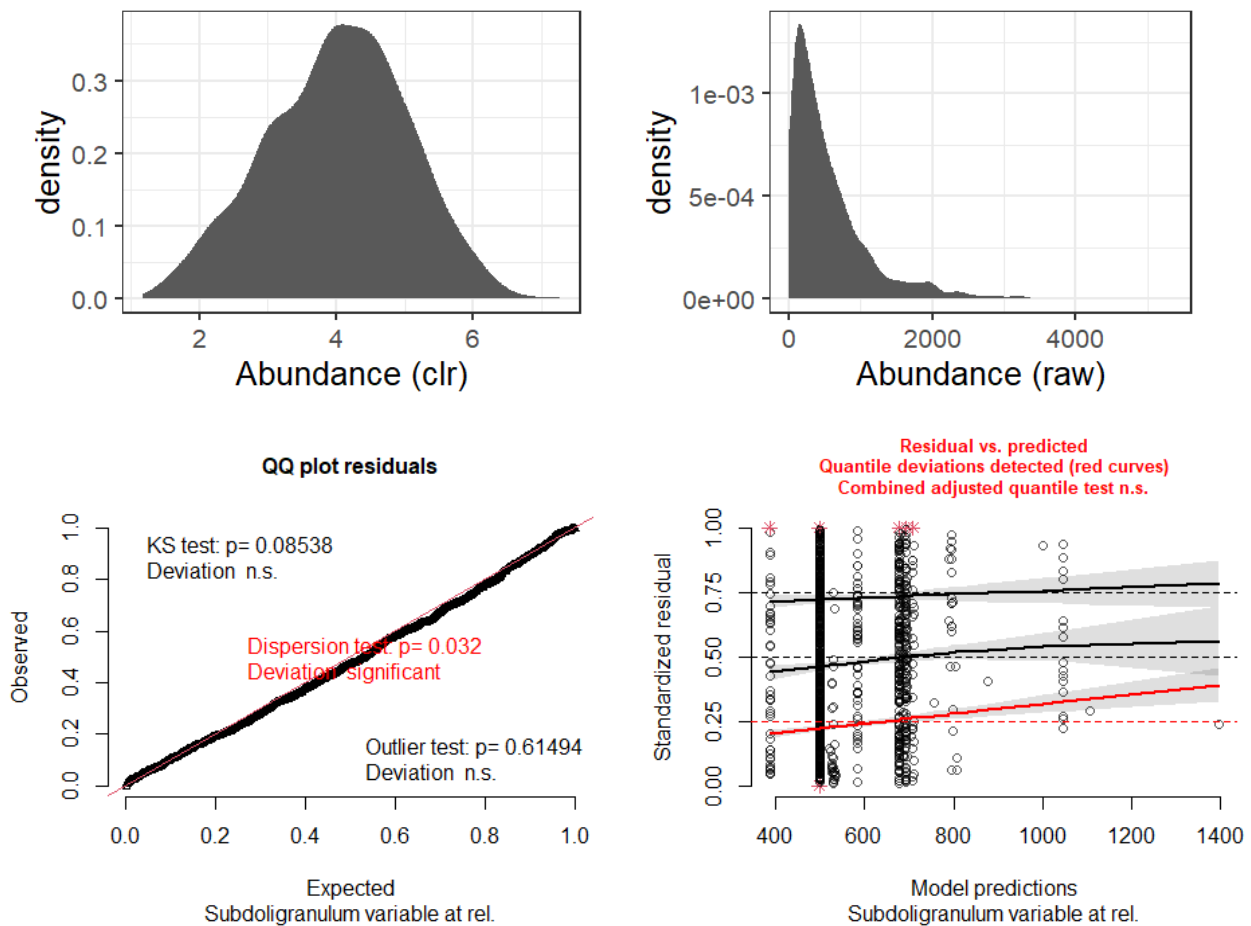 density
0.3
0.2
0.1
0.0
2
4
6
Abundance (clr)
density
1e-03
5e-04
0e+00
0
2000
4000
Abundance (raw)
QQ plot residuals
Observed
1.0
0.8
0.6
0.4
0.2
0.0
KS test: p= 0.08538
Deviation n.s.
Dispersion test: p= 0.032
Deviation significant
Outlier test: p= 0.61494
Deviation n.s.
0.0
0.2
0.4
0.6
0.8
1.0
Expected
Subdoligranulum variable at rel.
Residual vs. predicted
Quantile deviations detected (red curves)
Combined adjusted quantile test n.s.
Standardized residual
1.00
0.75
0.50
0.25
0.00
400
600
800
1000
1200
1400
Model predictions
Subdoligranulum variable at rel.